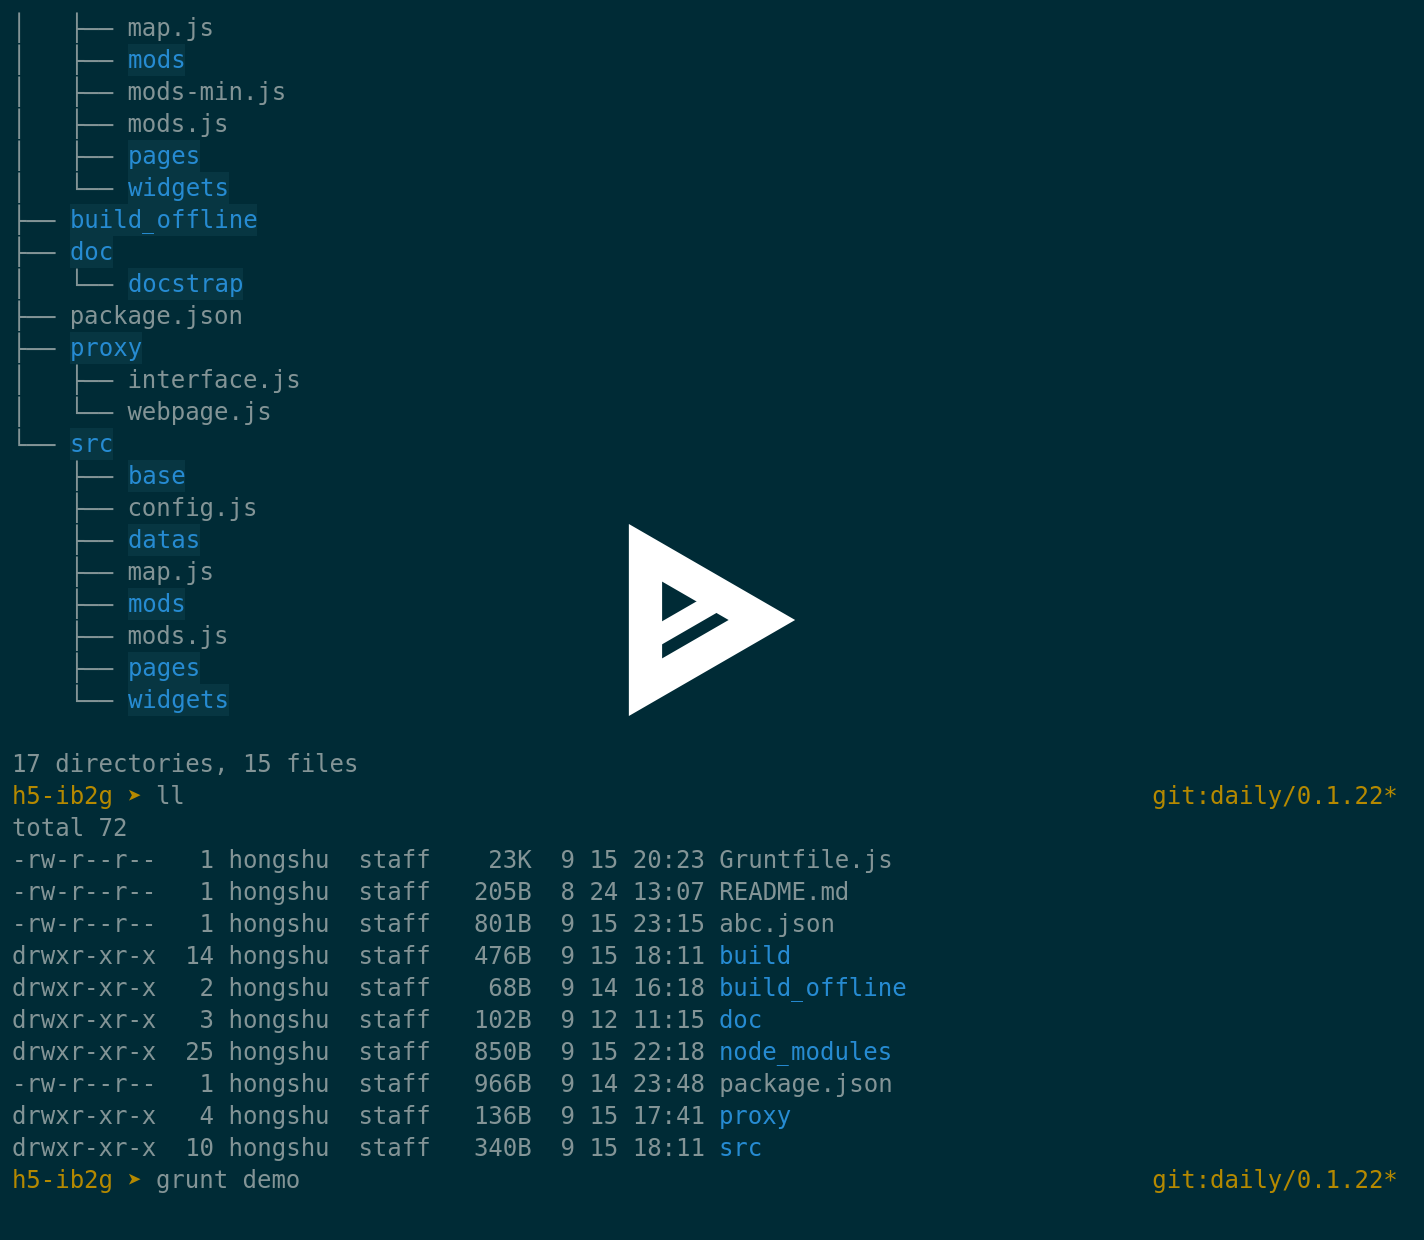 │   ├── map.js
│   ├── mods
│   ├── mods-min.js
│   ├── mods.js
│   ├── pages
│   └── widgets
├── build_offline
├── doc
│   └── docstrap
├── package.json
├── proxy
│   ├── interface.js
│   └── webpage.js
└── src
    ├── base
    ├── config.js
    ├── datas
    ├── map.js
    ├── mods
    ├── mods.js
    ├── pages
    └── widgets

17 directories, 15 files
h5-ib2g ➤ ll                                                                   git:daily/0.1.22*
total 72
-rw-r--r--   1 hongshu  staff    23K  9 15 20:23 Gruntfile.js
-rw-r--r--   1 hongshu  staff   205B  8 24 13:07 README.md
-rw-r--r--   1 hongshu  staff   801B  9 15 23:15 abc.json
drwxr-xr-x  14 hongshu  staff   476B  9 15 18:11 build
drwxr-xr-x   2 hongshu  staff    68B  9 14 16:18 build_offline
drwxr-xr-x   3 hongshu  staff   102B  9 12 11:15 doc
drwxr-xr-x  25 hongshu  staff   850B  9 15 22:18 node_modules
-rw-r--r--   1 hongshu  staff   966B  9 14 23:48 package.json
drwxr-xr-x   4 hongshu  staff   136B  9 15 17:41 proxy
drwxr-xr-x  10 hongshu  staff   340B  9 15 18:11 src
h5-ib2g ➤ grunt demo                                                           git:daily/0.1.22*